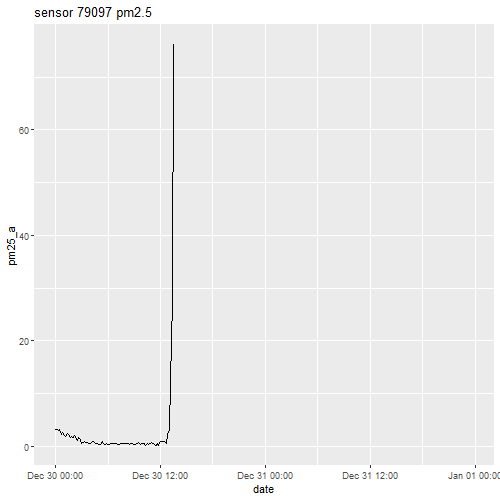 sensor 79097 pm2.5
pm25_a
60
40
20
0
Dec 30 00:00
Dec 30 12:00
Dec 31 00:00
Dec 31 12:00
Jan 01 00:00
date